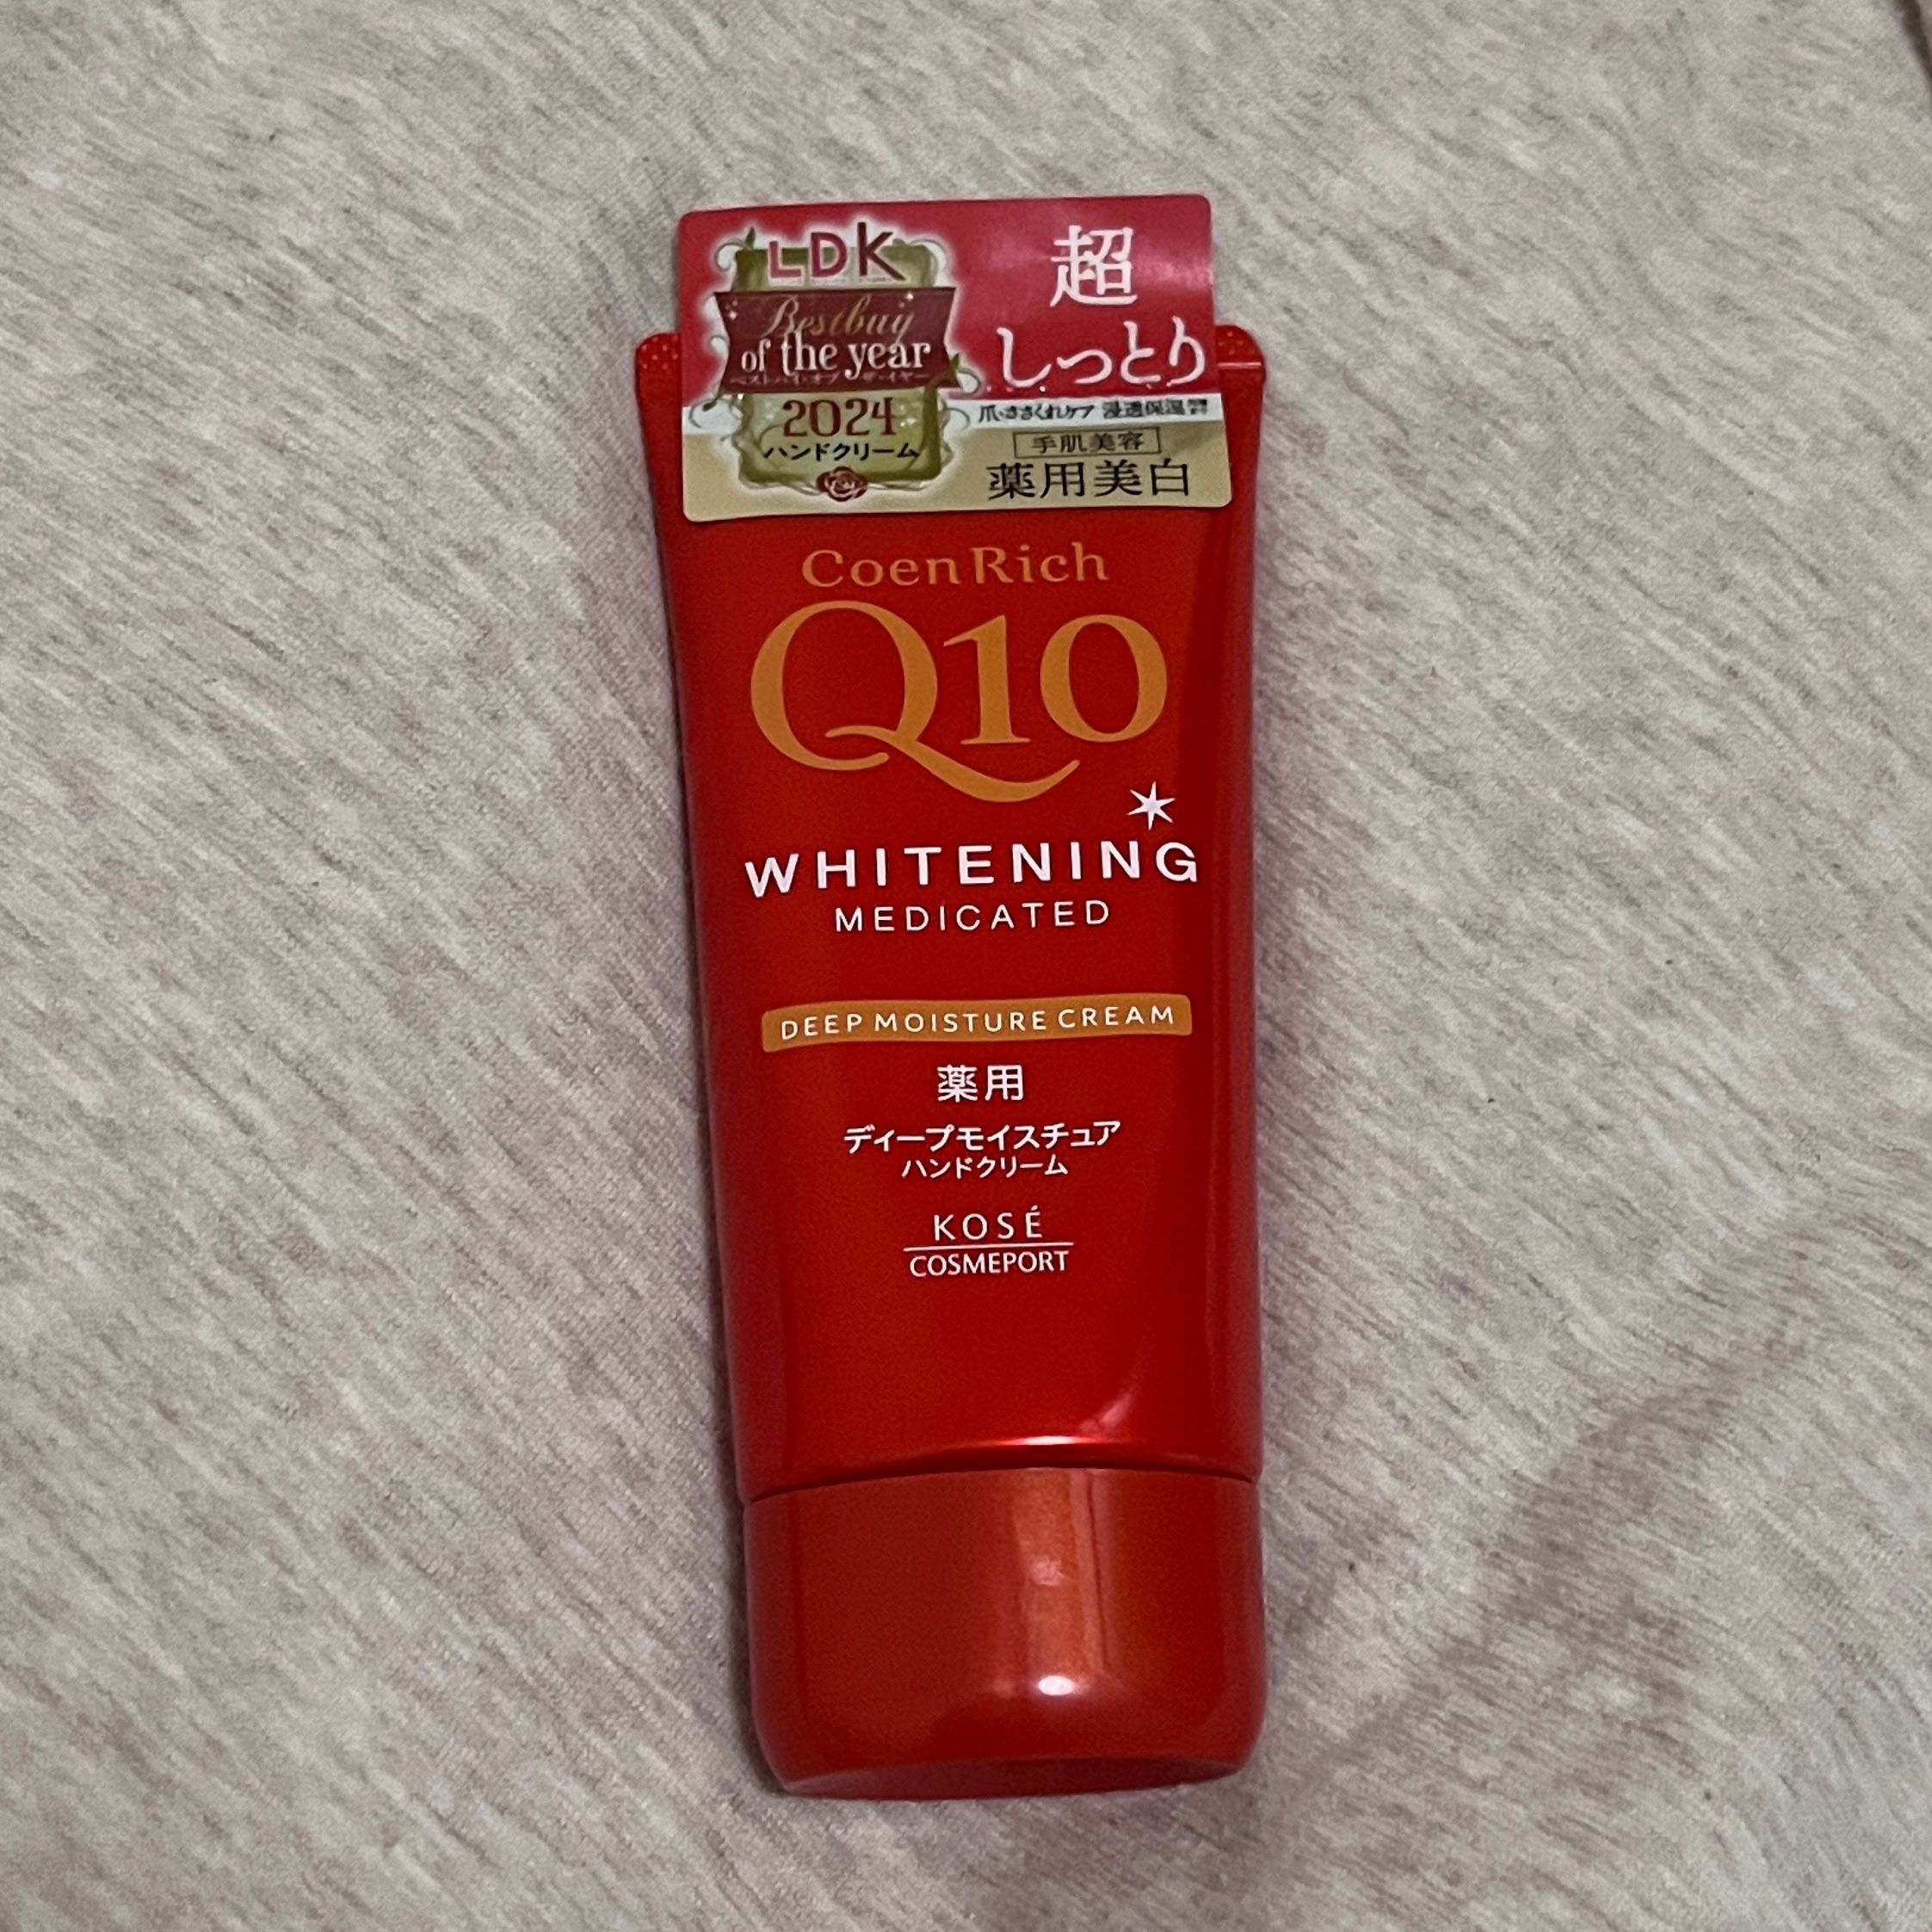 LDK
Bestbuy
of the year
ベストバイ・オブ・ザ・イヤー
2024
ハンドクリーム
超
しっとり
爪・ささくれケア 浸透保湿
手肌美容
薬用美白
CoenRich
Q10
WHITENING
MEDICATED
DEEP MOISTURE CREAM
薬用
ディープモイスチュア
ハンドクリーム
KOSÉ
COSMEPORT